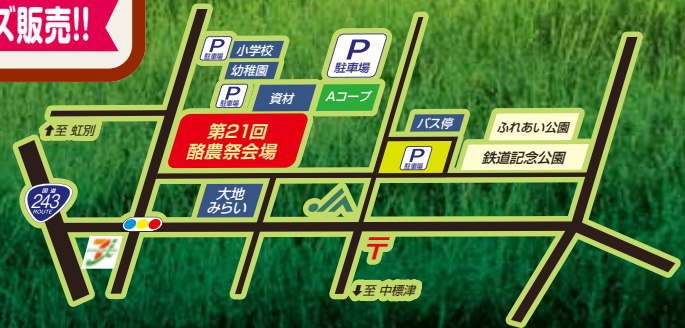 ズ販売!!
P
駐車場
小学校
幼稚園
P
駐車場
P
駐車場
資材
Aコープ
第21回
酪農祭会場
↑至 虹別
バス停
ふれあい公園
P
駐車場
鉄道記念公園
国道
243
ROUTE
大地
みらい
〒
↓至 中標津